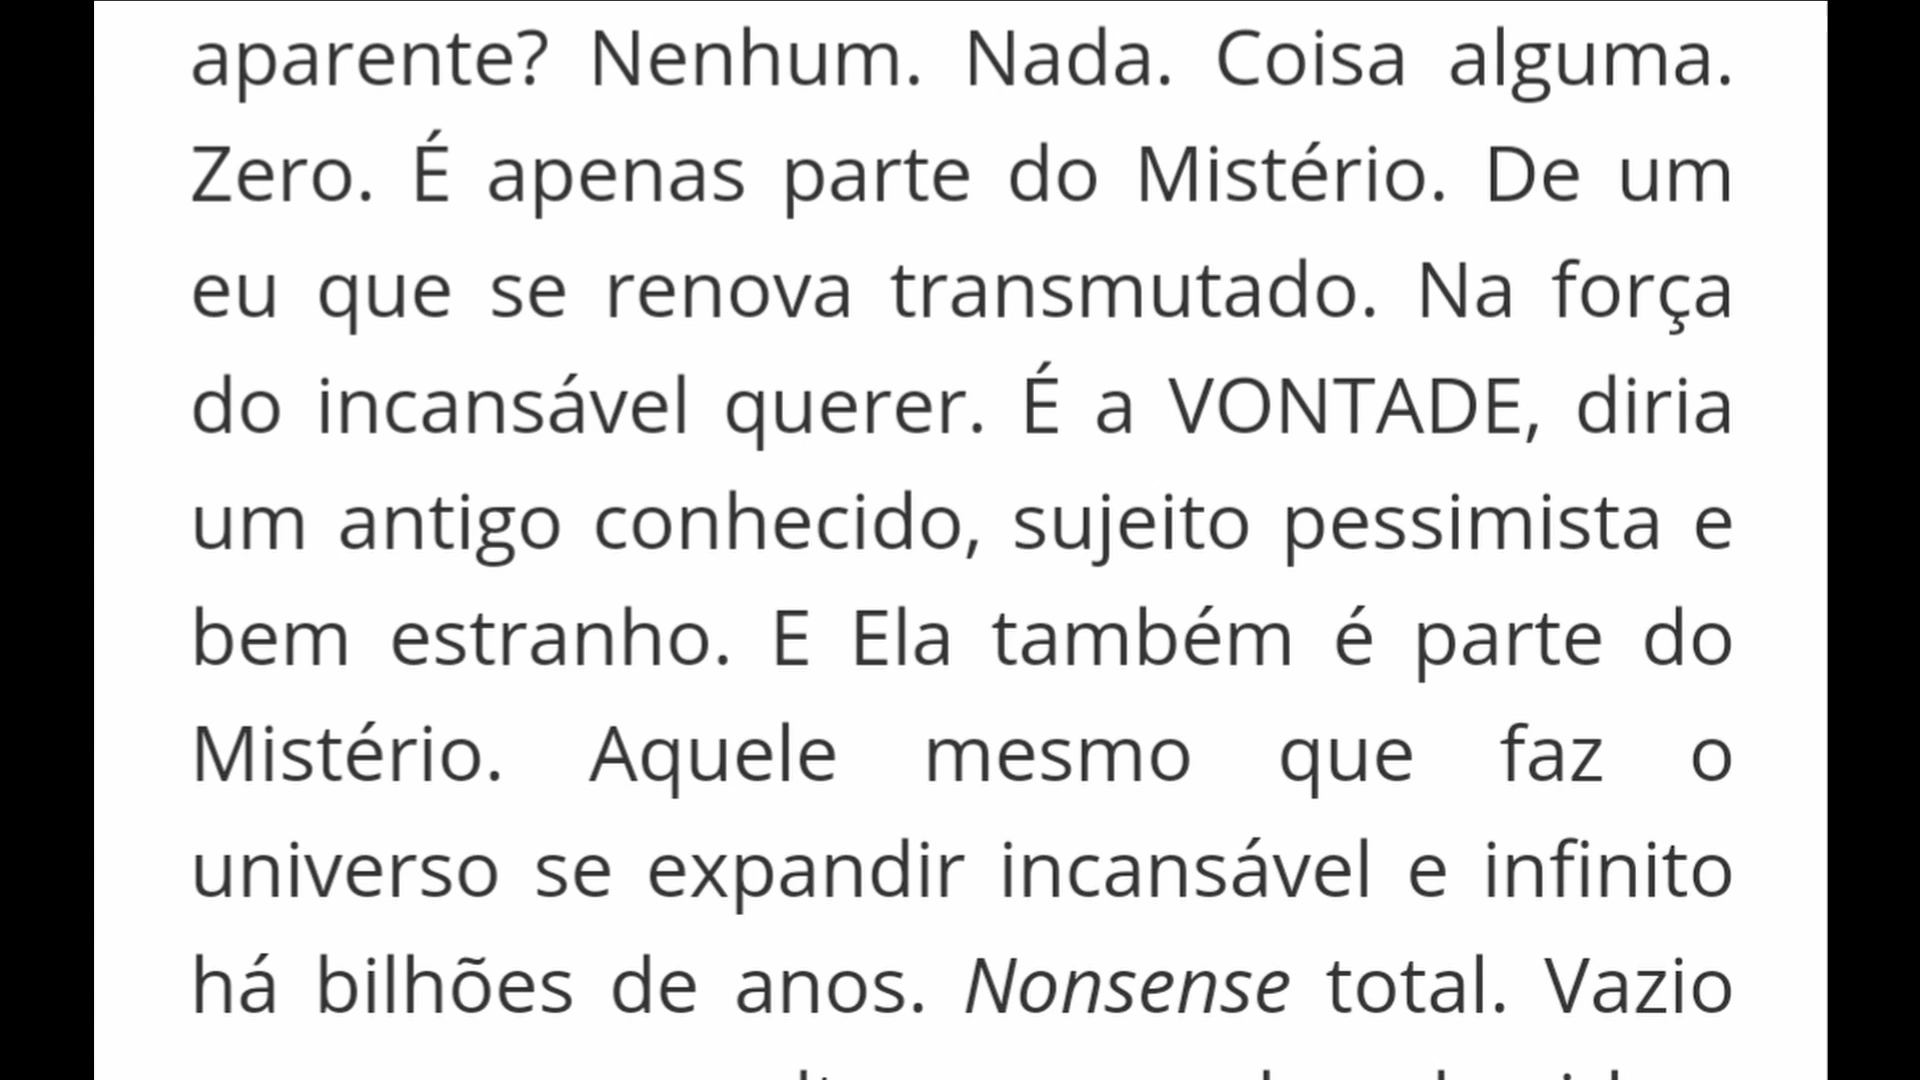 aparente? Nenhum. Nada. Coisa alguma.
Zero. É apenas parte do Mistério. De um
eu que se renova transmutado. Na força
do incansável querer. É a VONTADE, diria
um antigo conhecido, sujeito pessimista e
bem estranho. E Ela também é parte do
Mistério. Aquele mesmo que faz o
universo se expandir incansável e infinito
há bilhões de anos. Nonsense total. Vazio